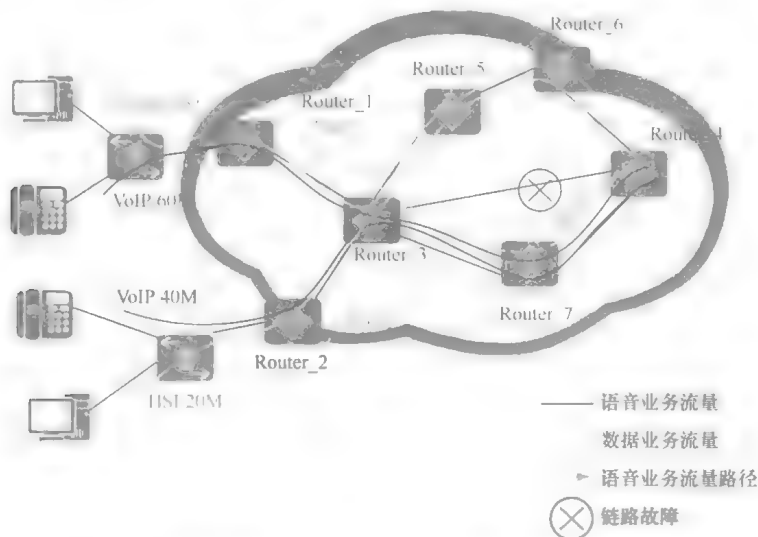 Router_6
Router_5
Router_1
VoIP 60
Router_3
VoIP 40M
Router_7
Router_2
HSI 20M
语音业务流量
数据业务流量
语音业务流量路径
链路故障